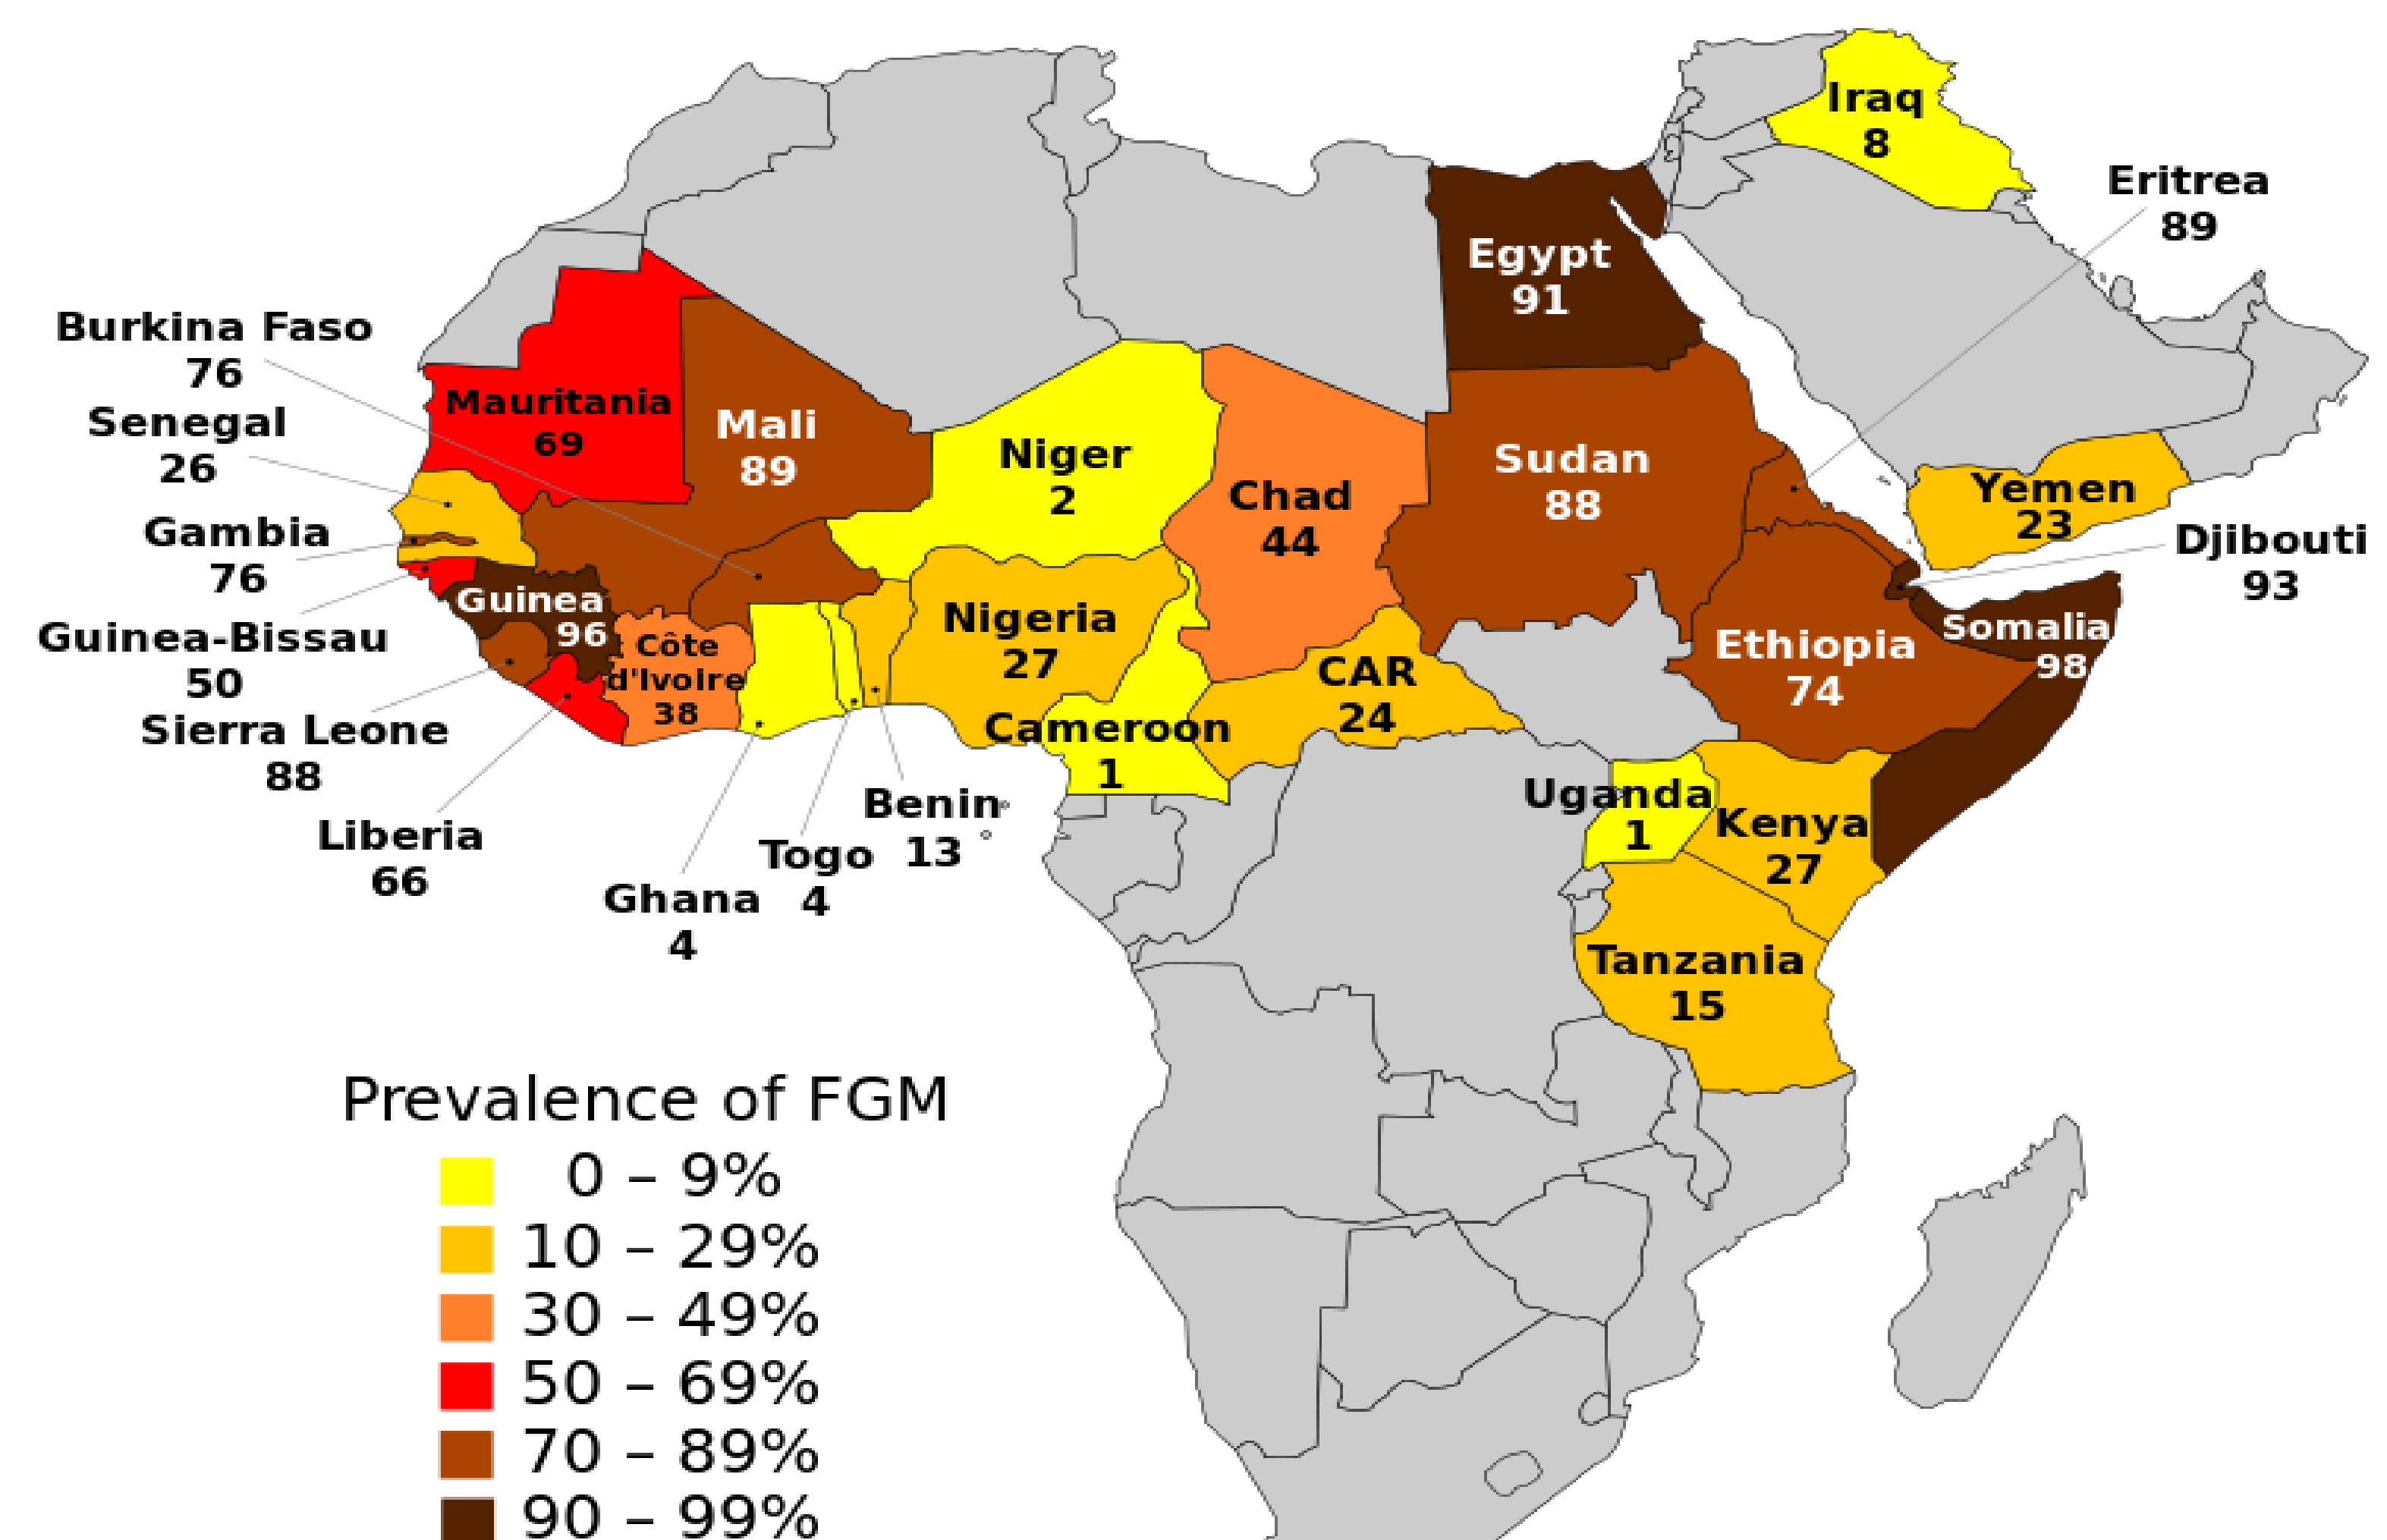 Iraq
8
Eritrea
89
Egypt
91
Burkina Faso
76
Mauritania
69
Mali
89
Senegal
26
Niger
2
Chad
44
Sudan
88
Yemen
23
Gambia
76
Djibouti
93
Guinea
96
Guinea-Bissau
50
Côte
d'Ivoire
38
Nigeria
27
CAR
24
Ethiopia
74
Somalia
98
Sierra Leone
88
Cameroon
1
Liberia
66
Benin
13
Togo
4
Ghana
4
Uganda
1
Kenya
27
Tanzania
15
Prevalence of FGM
0 – 9%
10 – 29%
30 – 49%
50 – 69%
70 – 89%
90 – 99%